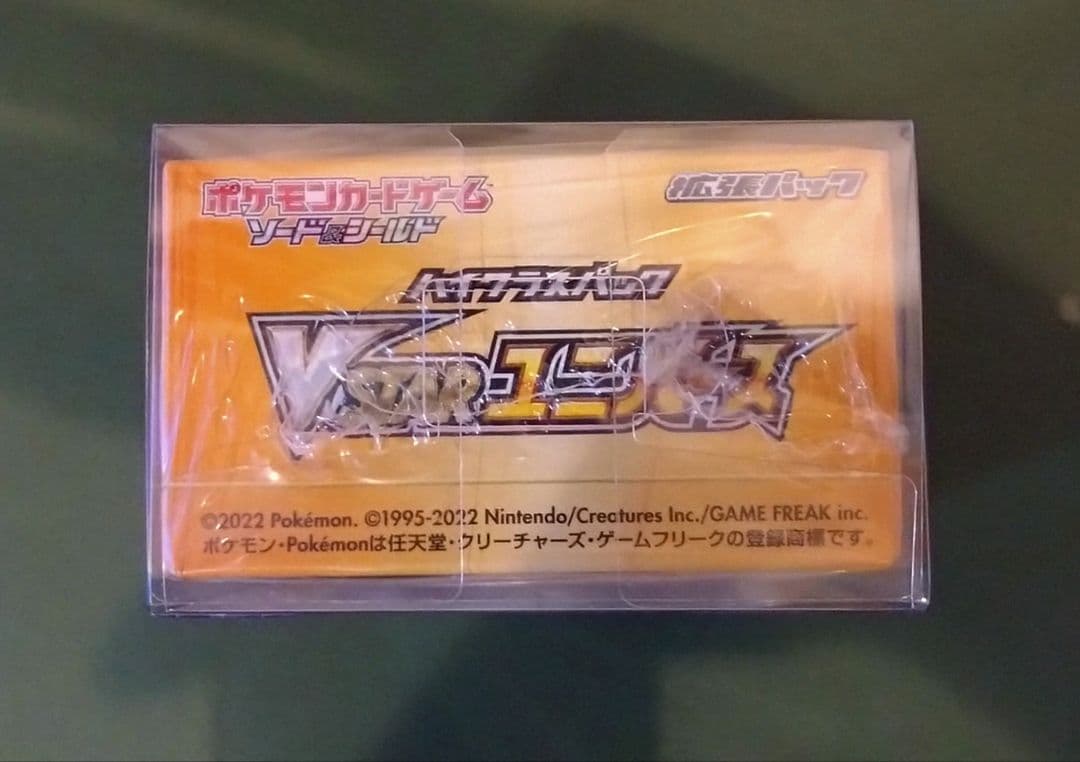 ポケモンカードゲーム
ソード&シールド
拡張パック
ハイクラスパック
VSTARユニバース
©2022 Pokémon. ©1995-2022 Nintendo/Creatures Inc./GAME FREAK inc.
ポケモン・Pokémonは任天堂・クリーチャーズ・ゲームフリークの登録商標です。